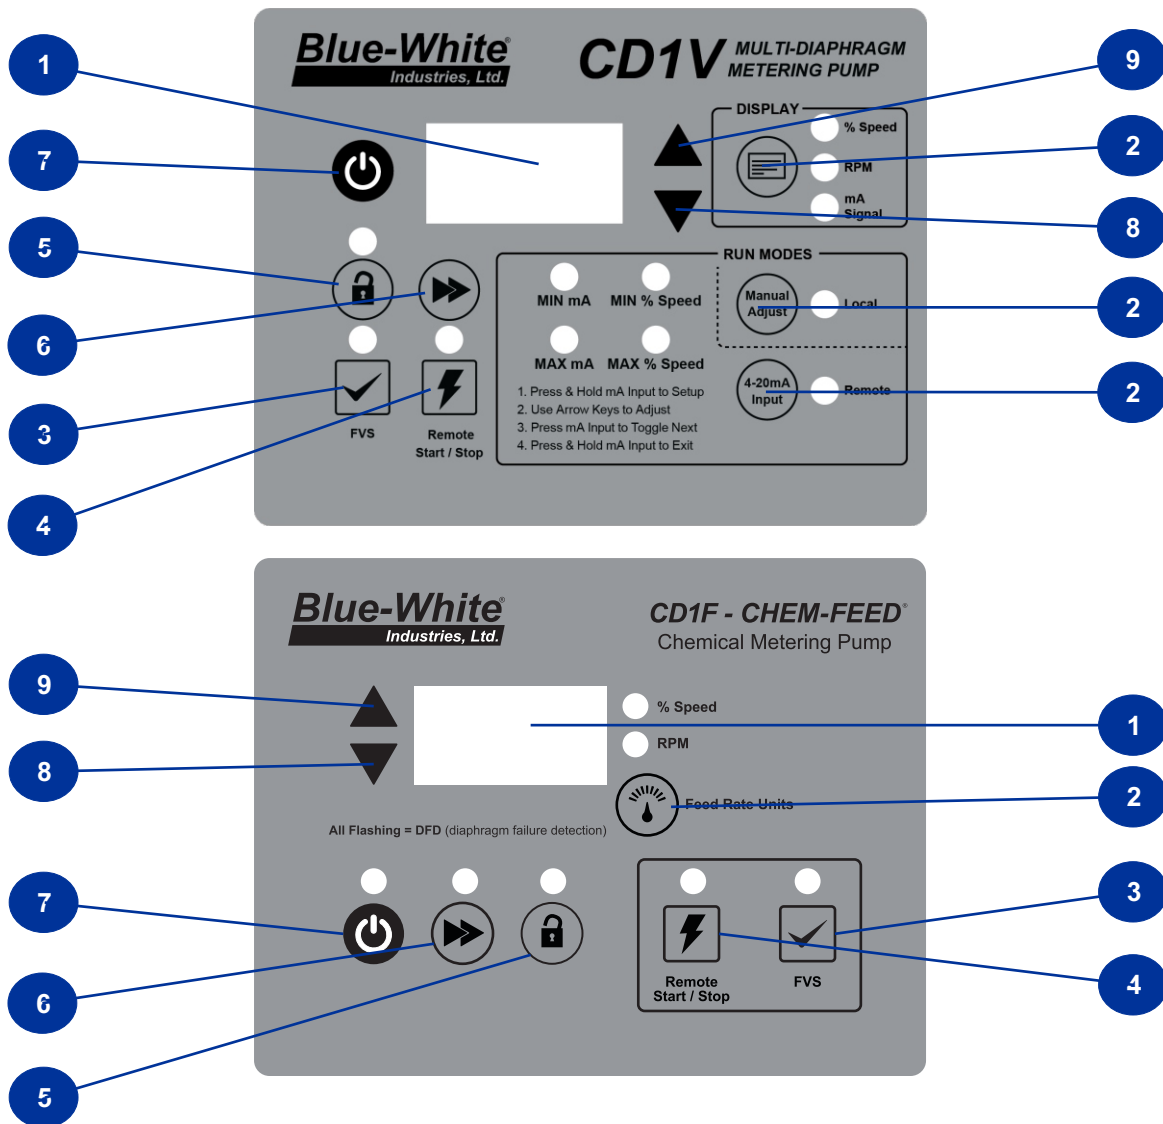 Blue-White®
Industries, Ltd.
CD1V MULTI-DIAPHRAGM
METERING PUMP
1
9
DISPLAY
% Speed
2
7
RPM
mA
Signal
8
5
RUN MODES
MIN mA
MIN % Speed
Manual
Adjust
Local
2
6
MAX mA
MAX % Speed
4-20mA
Input
Remote
2
1. Press & Hold mA Input to Setup
2. Use Arrow Keys to Adjust
3. Press mA Input to Toggle Next
4. Press & Hold mA Input to Exit
3
FVS
Remote
Start / Stop
4
Blue-White®
Industries, Ltd.
CD1F - CHEM-FEED®
Chemical Metering Pump
9
% Speed
1
RPM
8
Feed Rate Units
2
All Flashing = DFD (diaphragm failure detection)
7
3
Remote
Start / Stop
FVS
4
6
5